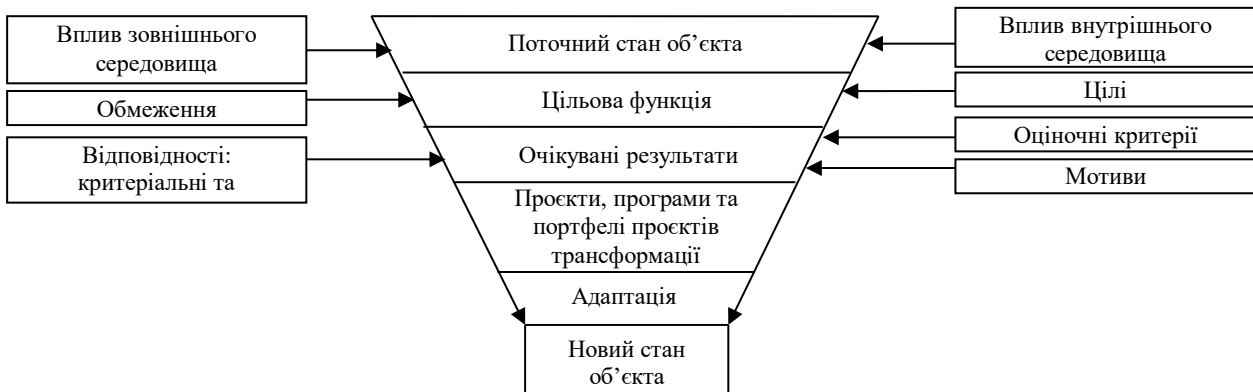 Вплив зовнішнього
середовища
Обмеження
Відповідності:
критеріальні та
Поточний стан об’єкта
Цільова функція
Очікувані результати
Проєкти, програми та
портфелі проєктів
трансформації
Адаптація
Новий стан
об’єкта
Вплив внутрішнього
середовища
Цілі
Оціночні критерії
Мотиви